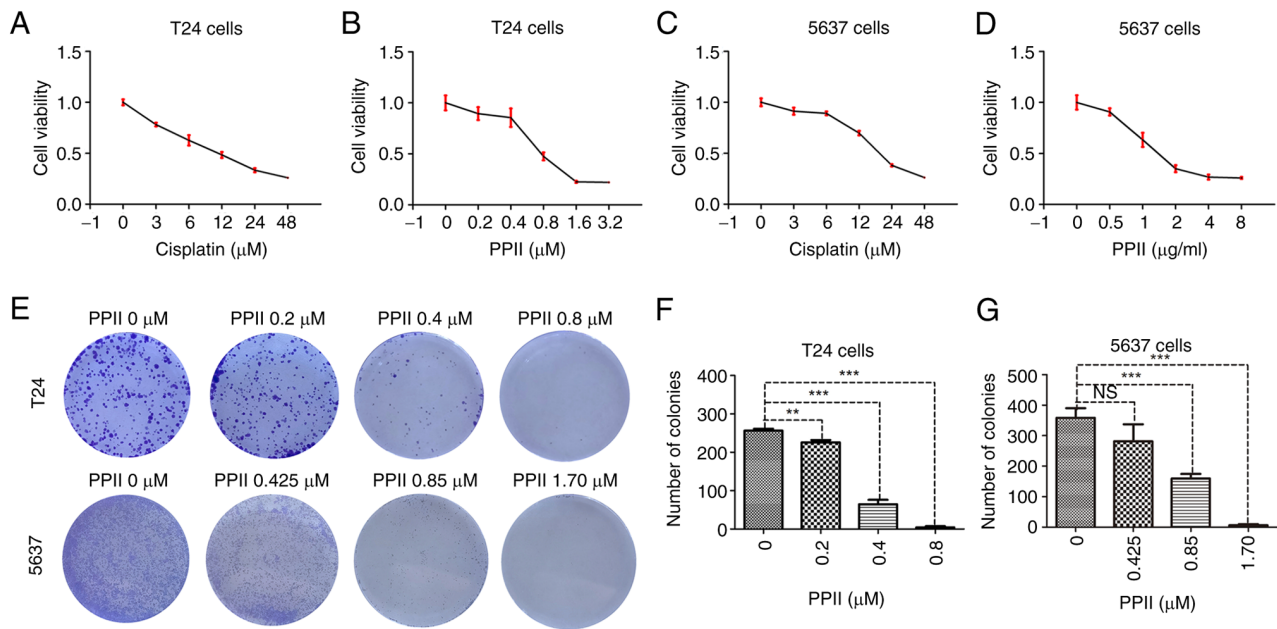 A
T24 cells
Cell viability
1.5
1.0
0.5
0.0
−1 0 3 6 12 24 48
Cisplatin (μM)
B
T24 cells
Cell viability
1.5
1.0
0.5
0.0
−1 0 0.2 0.4 0.8 1.6 3.2
PPII (μM)
C
5637 cells
Cell viability
1.5
1.0
0.5
0.0
−1 0 3 6 12 24 48
Cisplatin (μM)
D
5637 cells
Cell viability
1.5
1.0
0.5
0.0
−1 0 0.5 1 2 4 8
PPII (μg/ml)
E
PPII 0 μM PPII 0.2 μM PPII 0.4 μM PPII 0.8 μM
T24
PPII 0 μM PPII 0.425 μM PPII 0.85 μM PPII 1.70 μM
5637
F
T24 cells
Number of colonies
400
300
200
100
0
***
***
**
0 0.2 0.4 0.8
PPII (μM)
G
5637 cells
Number of colonies
500
400
300
200
100
0
***
***
NS
0 0.425 0.85 1.70
PPII (μM)